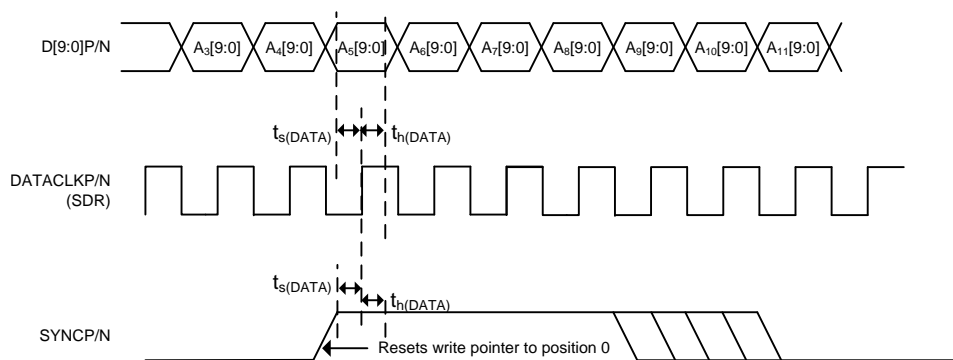 D[9:0]P/N
A3[9:0] A4[9:0] A5[9:0] A6[9:0] A7[9:0] A8[9:0] A9[9:0] A10[9:0] A11[9:0]
ts(DATA) th(DATA)
DATACLKP/N
(SDR)
ts(DATA) th(DATA)
SYNCP/N
Resets write pointer to position 0